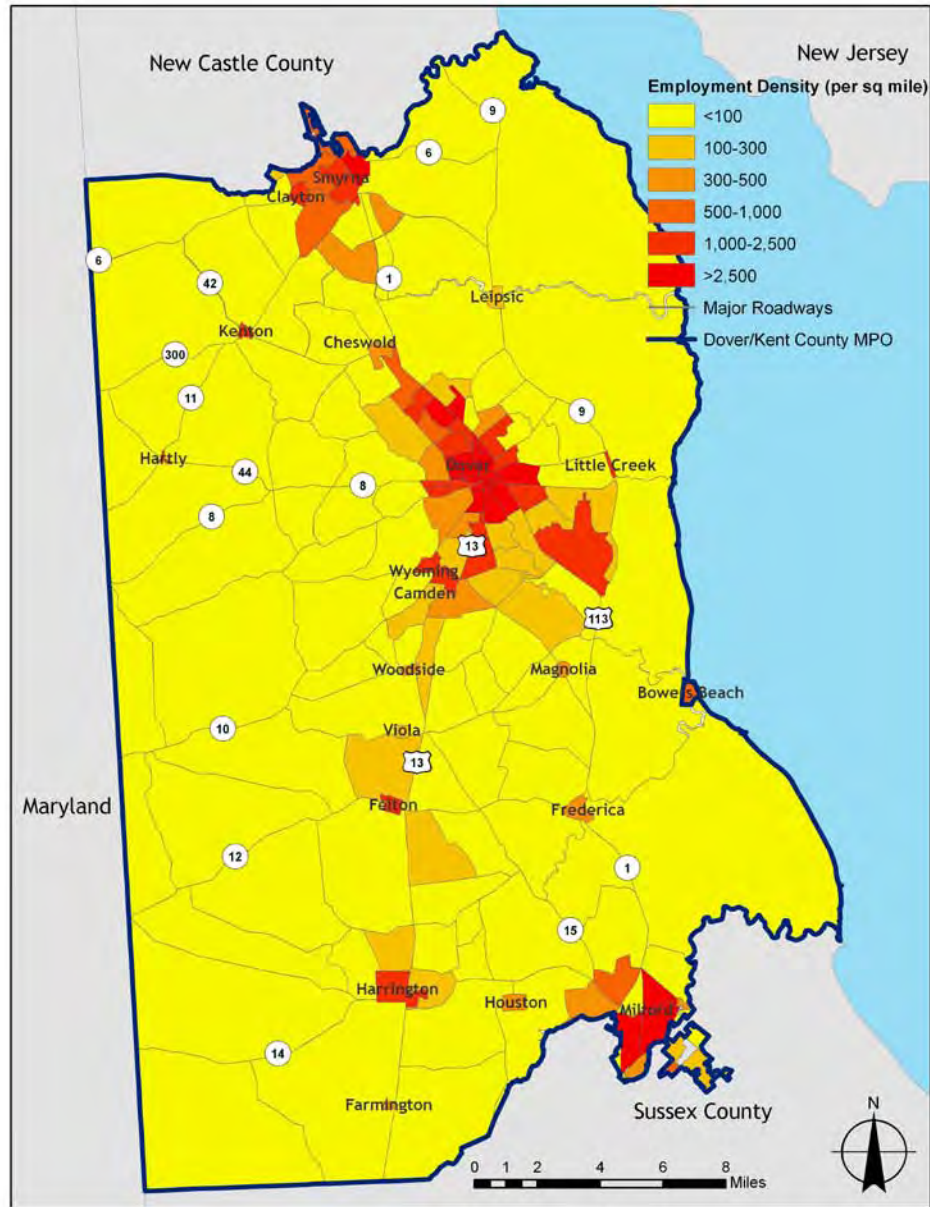 New Castle County
New Jersey
Employment Density (per sq mile)
<100
100-300
300-500
500-1,000
1,000-2,500
>2,500
Major Roadways
Dover/Kent County MPO
9
6
Smyrna
Clayton
6
42
1
Leipsic
Kenton
Cheswold
300
11
9
Hartly
44
Dover
Little Creek
8
8
13
Wyoming
Camden
113
Woodside
Magnolia
Bowers Beach
10
Viola
13
Maryland
Felton
Frederica
12
1
15
Harrington
Houston
Milford
14
Farmington
Sussex County
N
0 1 2 4 6 8
Miles